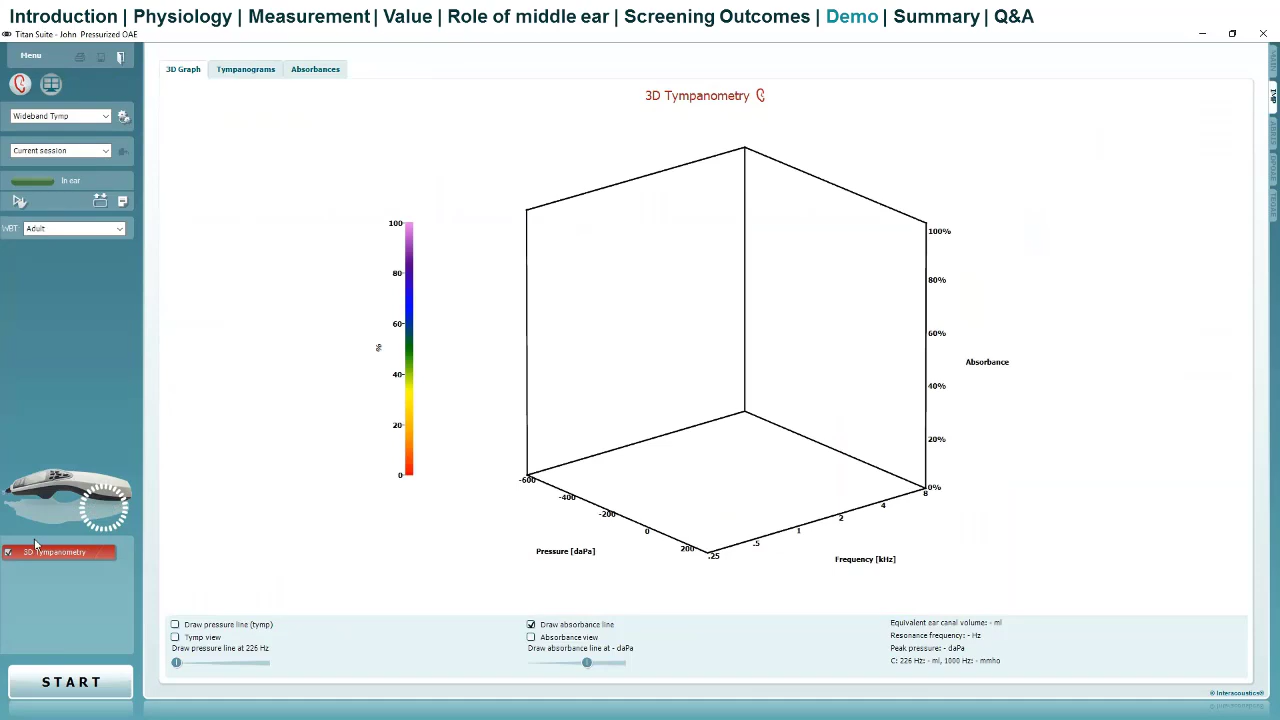 Introduction | Physiology | Measurement | Value | Role of middle ear | Screening Outcomes | Demo | Summary | Q&A
Titan Suite - John Pressurized OAE
Menu
Wideband Tymp
Current session
In ear
WBT: Adult
3D Tympanometry
START
3D Graph Tympanograms Absorbances
3D Tympanometry
100
80
60
%
40
20
0
100%
80%
60%
Absorbance
40%
20%
0%
-600
-400
-200
0
200
Pressure [daPa]
.25
.5
1
2
4
8
Frequency [kHz]
Draw pressure line (tymp)
Tymp view
Draw pressure line at 226 Hz
Draw absorbance line
Absorbance view
Draw absorbance line at - daPa
Equivalent ear canal volume: - ml
Resonance frequency: - Hz
Peak pressure: - daPa
C: 226 Hz: - ml, 1000 Hz: - mmho
IMP
© Interacoustics®